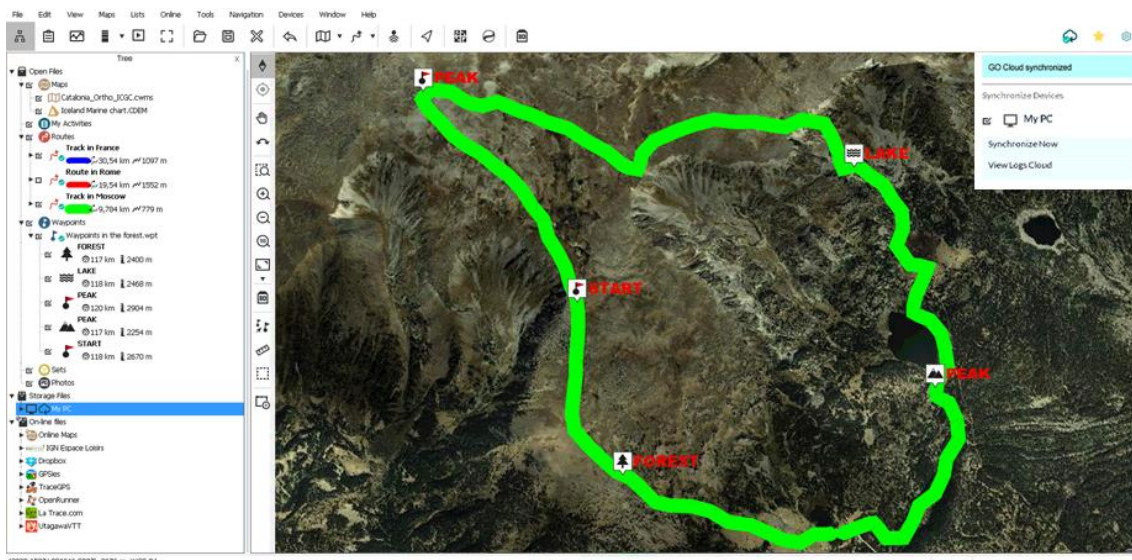 File Edit View Maps Lists Online Tools Navigation Devices Window Help
Tree X
Open Files
Maps
Catalonia_Ortho_ICGC.cwms
Iceland Marine chart.CDEM
My Activities
Routes
Track in France
30,54 km 1097 m
Route in Rome
19,54 km 1552 m
Track in Moscow
9,704 km 779 m
Waypoints
Waypoints in the forest.wpt
FOREST
117 km 2400 m
LAKE
118 km 2468 m
PEAK
120 km 2904 m
PEAK
117 km 2254 m
START
118 km 2670 m
Sets
Photos
Storage Files
My PC
On-line files
Online Maps
IGN Espace Loisirs
Dropbox
GPSies
TraceGPS
OpenRunner
La Trace.com
UtagawaVTT
PEAK
LAKE
START
PEAK
FOREST
GO Cloud synchronized
Synchronize Devices
My PC
Synchronize Now
View Logs Cloud